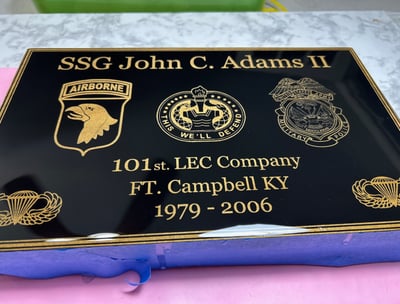 SSG John C. Adams II
AIRBORNE
THIS WE'LL DEFEND
101st. LEC Company
FT. Campbell KY
1979 - 2006